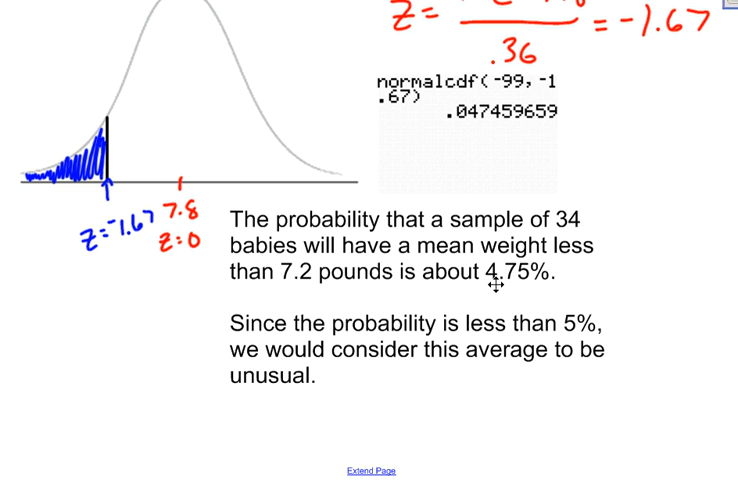 z =
.36
= -1.67
normalcdf(-99,-1
.67)
.047459659
z=-1.67
7.8
z=0
The probability that a sample of 34
babies will have a mean weight less
than 7.2 pounds is about 4.75%.
Since the probability is less than 5%,
we would consider this average to be
unusual.
Extend Page